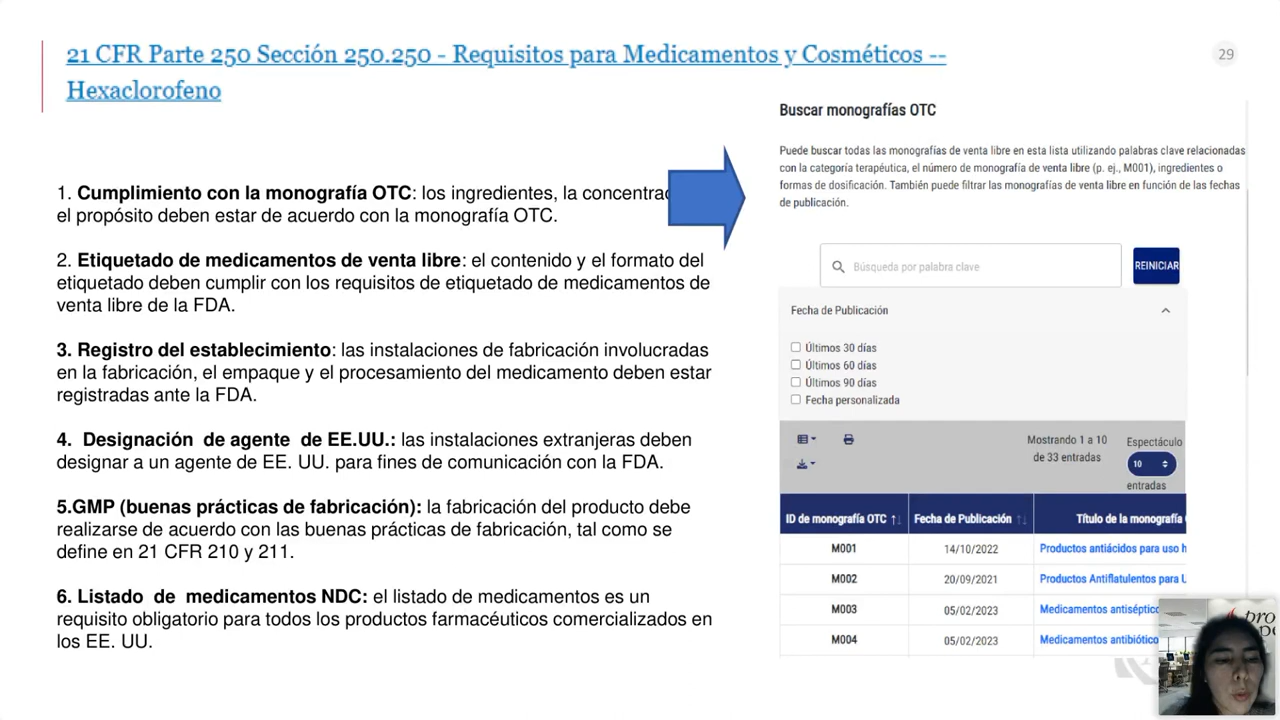 21 CFR Parte 250 Sección 250.250 - Requisitos para Medicamentos y Cosméticos --
Hexaclorofeno
29
1. Cumplimiento con la monografía OTC: los ingredientes, la
el propósito deben estar de acuerdo con la monografía OTC.
2. Etiquetado de medicamentos de venta libre: el contenido y el formato del
etiquetado deben cumplir con los requisitos de etiquetado de medicamentos de
venta libre de la FDA.
3. Registro del establecimiento: las instalaciones de fabricación involucradas
en la fabricación, el empaque y el procesamiento del medicamento deben estar
registradas ante la FDA.
4. Designación de agente de EE.UU.: las instalaciones extranjeras deben
designar a un agente de EE. UU. para fines de comunicación con la FDA.
5.GMP (buenas prácticas de fabricación): la fabricación del producto debe
realizarse de acuerdo con las buenas prácticas de fabricación, tal como se
define en 21 CFR 210 y 211.
6. Listado de medicamentos NDC: el listado de medicamentos es un
requisito obligatorio para todos los productos farmacéuticos comercializados en
los EE. UU.
Buscar monografías OTC
Puede buscar todas las monografías de venta libre en esta lista utilizando palabras clave relacionadas
con la categoría terapéutica, el número de monografía de venta libre (p. ej., M001), ingredientes o
formas de dosificación. También puede filtrar las monografías de venta libre en función de las fechas
de publicación.
Búsqueda por palabra clave
REINICIAR
Fecha de Publicación
Últimos 30 días
Últimos 60 días
Últimos 90 días
Fecha personalizada
Mostrando 1 a 10
de 33 entradas
Espectáculo
10
entradas
ID de monografía OTC Fecha de Publicación Título de la monografía
M001 14/10/2022 Productos antiácidos para uso
M002 20/09/2021 Productos Antiflatulentos para
M003 05/02/2023 Medicamentos
M004 05/02/2023 Medicamentos